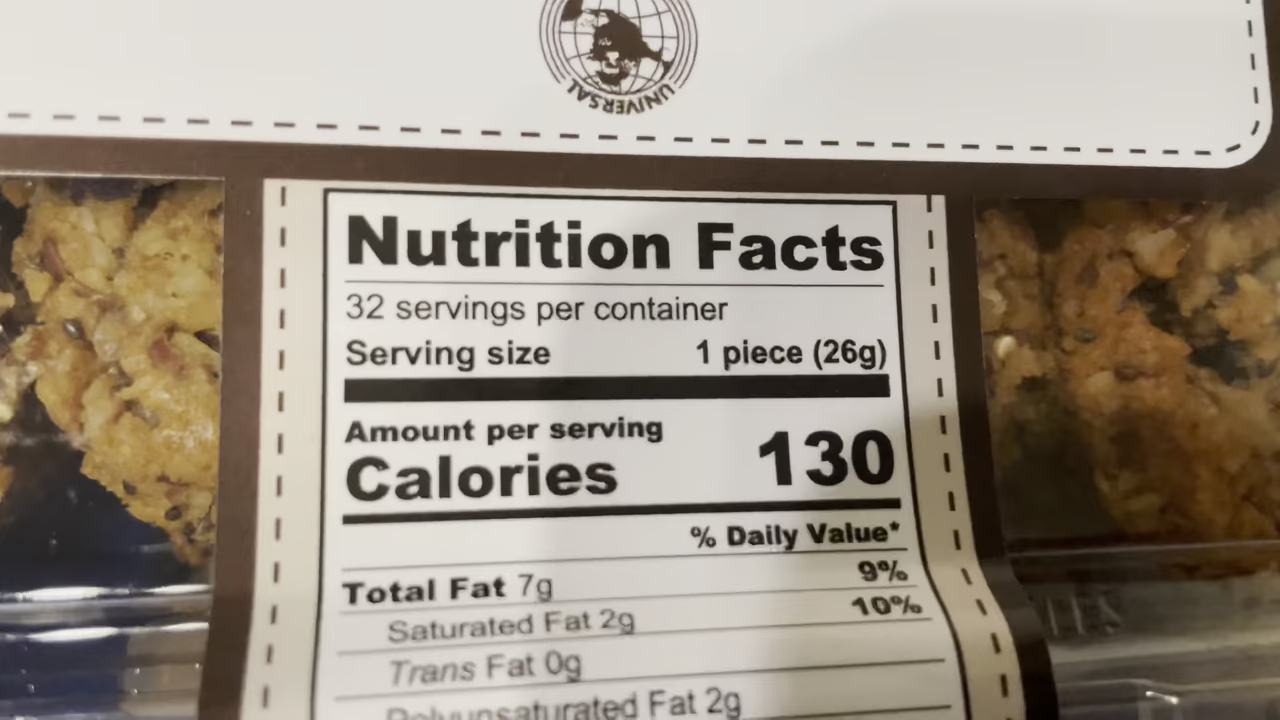 UNIVERSAL
Nutrition Facts
32 servings per container
Serving size 1 piece (26g)
Amount per serving
Calories 130
% Daily Value*
Total Fat 7g 9%
Saturated Fat 2g 10%
Trans Fat 0g
Polyunsaturated Fat 2g